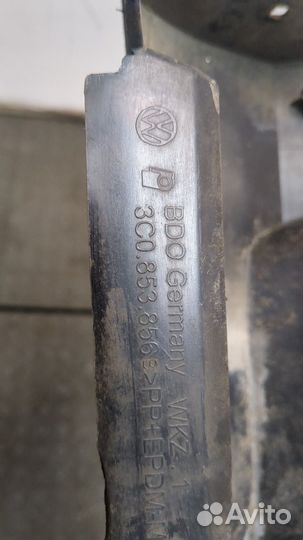 BDO Germany WKZ. 1
3C0.853.856 >PP+EPDM
Avito